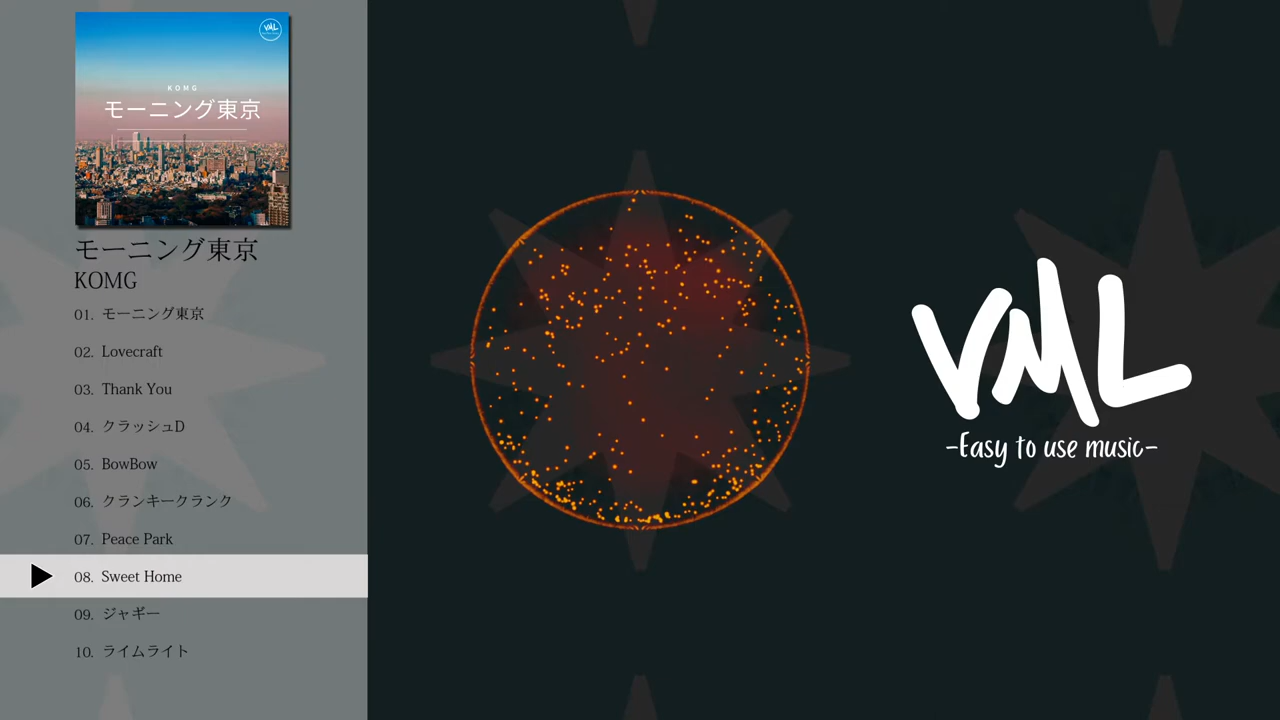 VML
KOMG
モーニング東京
モーニング東京
KOMG
01. モーニング東京
02. Lovecraft
03. Thank You
04. クラッシュD
05. BowBow
06. クランキークランク
07. Peace Park
08. Sweet Home
09. ジャギー
10. ライムライト
VML
-Easy to use music-